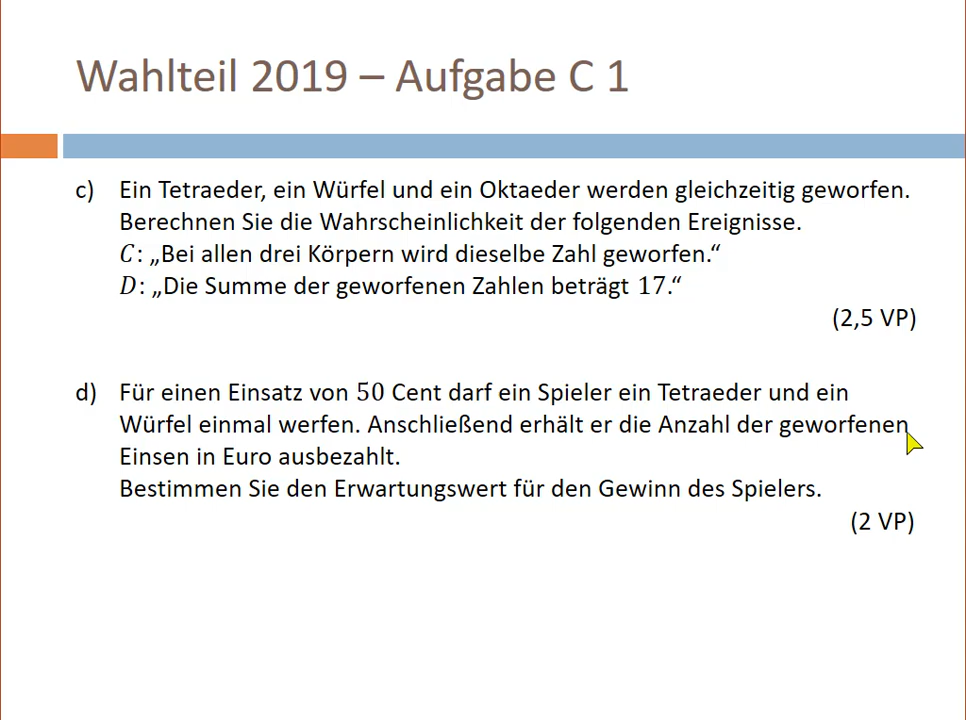 Wahlteil 2019 – Aufgabe C 1
c) Ein Tetraeder, ein Würfel und ein Oktaeder werden gleichzeitig geworfen.
Berechnen Sie die Wahrscheinlichkeit der folgenden Ereignisse.
C: „Bei allen drei Körpern wird dieselbe Zahl geworfen.“
D: „Die Summe der geworfenen Zahlen beträgt 17.“
(2,5 VP)
d) Für einen Einsatz von 50 Cent darf ein Spieler ein Tetraeder und ein
Würfel einmal werfen. Anschließend erhält er die Anzahl der geworfenen
Einsen in Euro ausbezahlt.
Bestimmen Sie den Erwartungswert für den Gewinn des Spielers.
(2 VP)